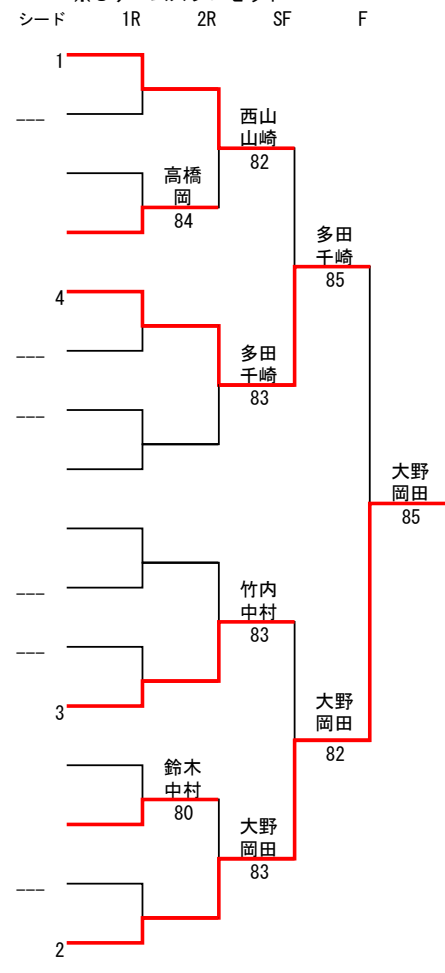 シード 1R 2R SF F
1
---
西山
山崎
82
高橋
岡
84
多田
千崎
85
4
---
多田
千崎
83
---
大野
岡田
85
---
竹内
中村
83
---
3
大野
岡田
82
鈴木
中村
80
大野
岡田
83
---
2